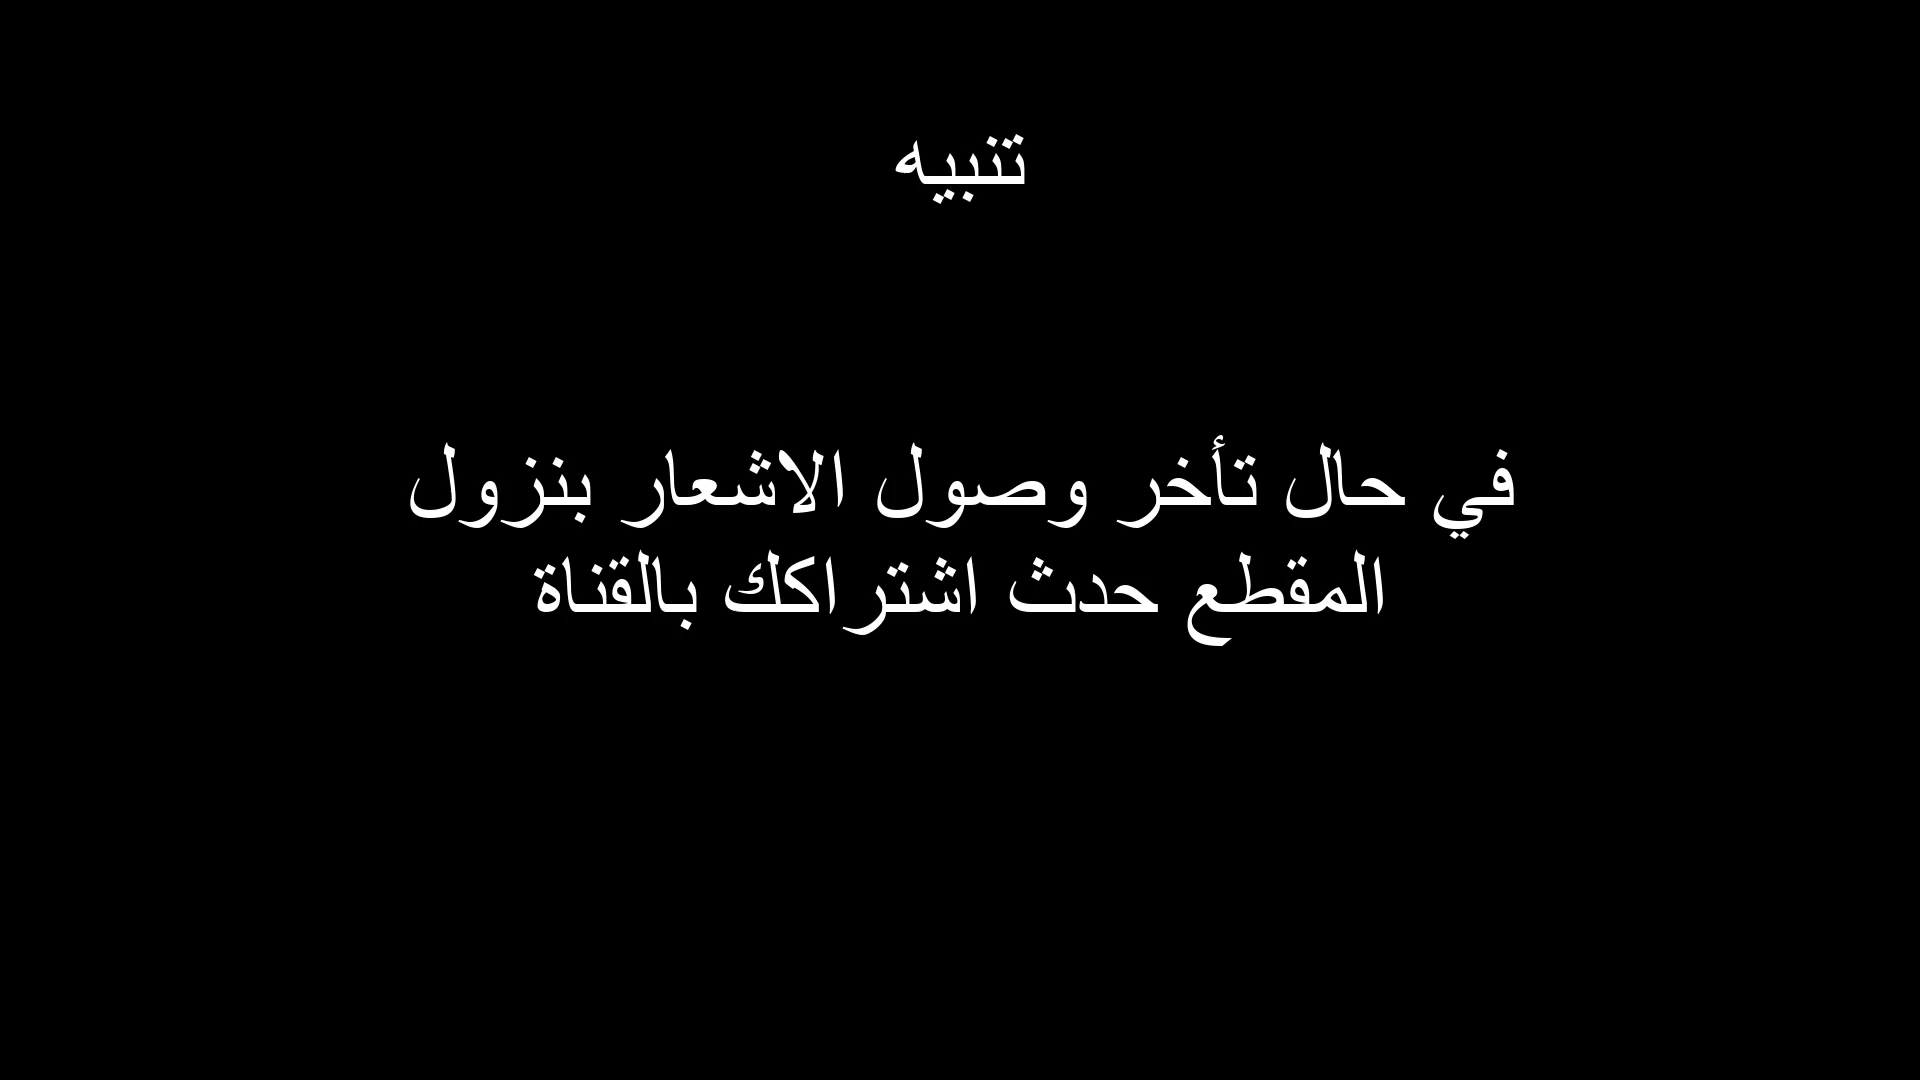 تنبيه
في حال تأخر وصول الاشعار بنزول
المقطع حدث اشتراكك بالقناة